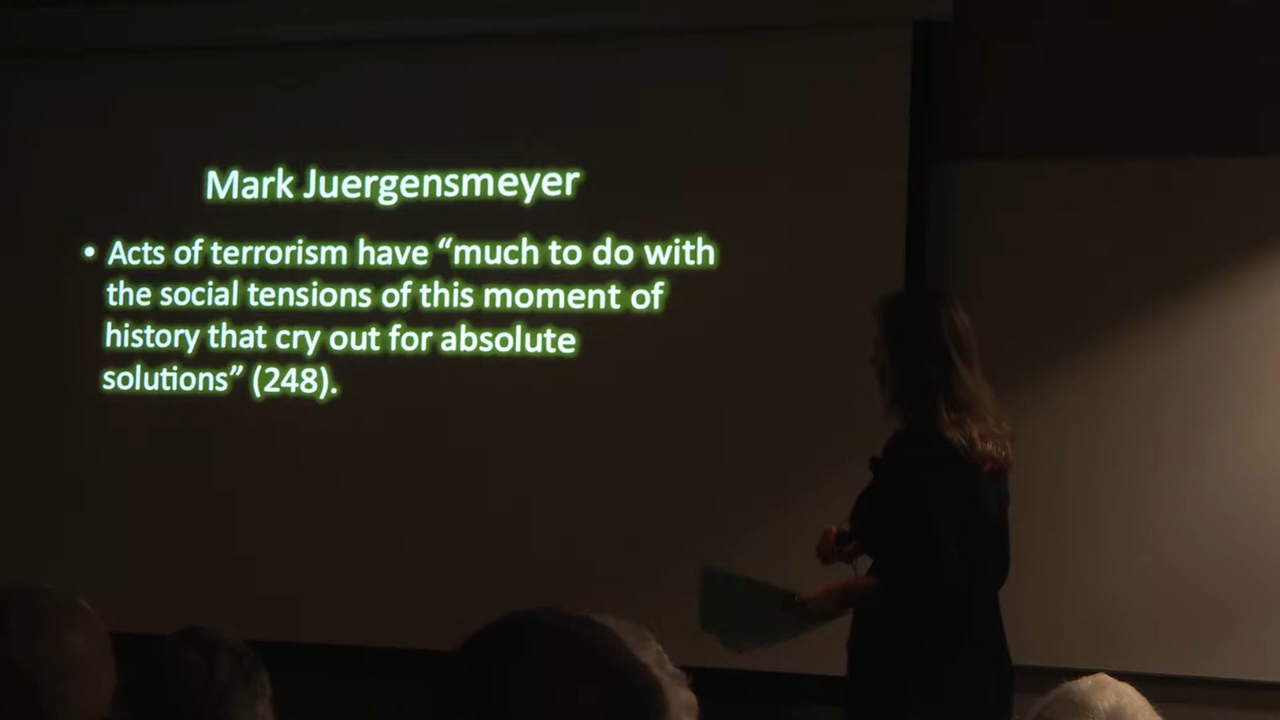 Mark Juergensmeyer
• Acts of terrorism have “much to do with
the social tensions of this moment of
history that cry out for absolute
solutions” (248).